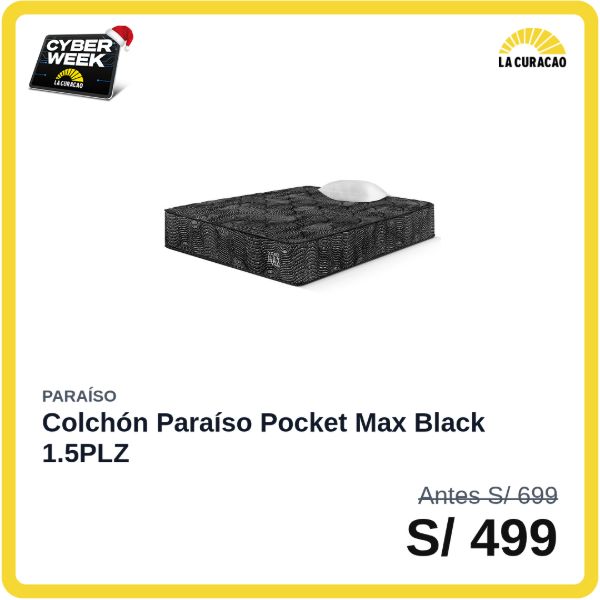 CYBER
WEEK
LA CURACAO
LA CURACAO
PARAÍSO
Colchón Paraíso Pocket Max Black
1.5PLZ
Antes S/ 699
S/ 499